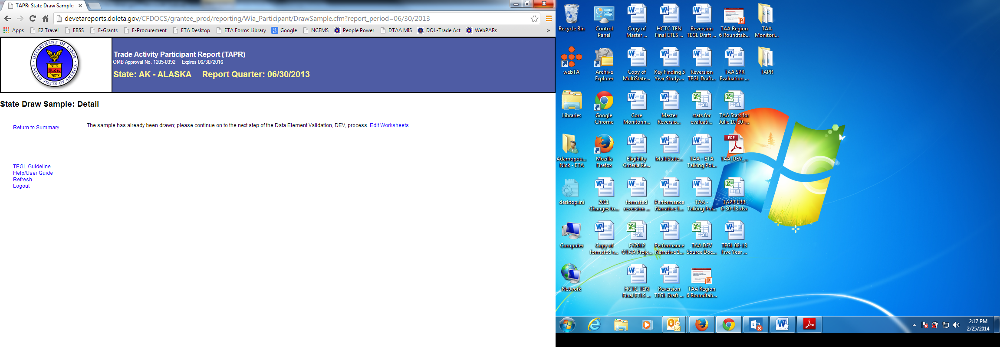 TAPR: State Draw Sample:
devetareports.doleta.gov/CFDOCS/grantee_prod/reporting/Wia_Participant/DrawSample.cfm?report_period=06/30/2013
Apps E2 Travel EBSS E-Grants E-Procurement ETA Desktop ETA Forms Library Google NCFMS People Power DTAA MIS DOL-Trade Act WebPARs »
DEPARTMENT OF LABOR
UNITED STATES OF AMERICA
Trade Activity Participant Report (TAPR)
OMB Approval No. 1205-0392 Expires 06/30/2016
State: AK - ALASKA Report Quarter: 06/30/2013
State Draw Sample: Detail
Return to Summary
The sample has already been drawn; please continue on to the next step of the Data Element Validation, DEV, process. Edit Worksheets
TEGL Guideline
Help/User Guide
Refresh
Logout
Recycle Bin
Control
Panel
Copy of
Master ...
HCTC TEN
Final ETLS ...
Reversion
TEGL Draft ...
TAA Region
6 Roundtab...
TAA
Monitori...
webTA
Archive
Explorer
Copy of
MultiState...
Key Finding 5
Year Study....
Reversion
TEGL Draft...
TAA SPR
Evaluation ...
TAPR
Libraries
Google
Chrome
Core
Monitorin...
Master
Reversio...
stats for
evaluati...
TAA Stats for
Julie 10-30-...
Adamopou...
Nick - ETA
Mozilla
Firefox
Eligibilty
Criteria Re...
MultiState...
TAA - ETA
Talking Poi...
PDF
TAA_DEV_...
desktop.ini
2011
Changes to...
formated
reversion ...
Performance
Narrative 1...
TAA -
Talking Poi...
TAPR ERR
6-30-13.xlsx
Computer
Copy of
formated r...
FY2012
OTAA Proje...
Performance
Narrative 1...
TAA DEV
Source Doc...
TEGL 08-13
Five Year ...
Network
HCTC TEN
Final ETLS ...
Reversion
TEGL Draft ...
TAA Region
6 Roundtab...
2:17 PM
2/25/2014